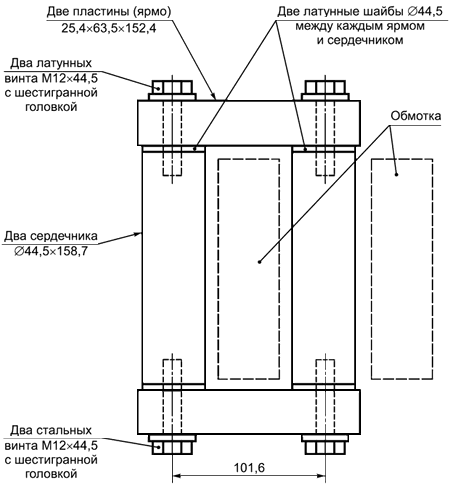 Две пластины (ярмо)
25,4×63,5×152,4
Две латунные шайбы ∅44,5
между каждым ярмом
и сердечником
Два латунных
винта М12×44,5
с шестигранной
головкой
Обмотка
Два сердечника
∅44,5×158,7
Два стальных
винта М12×44,5
с шестигранной
головкой
101,6